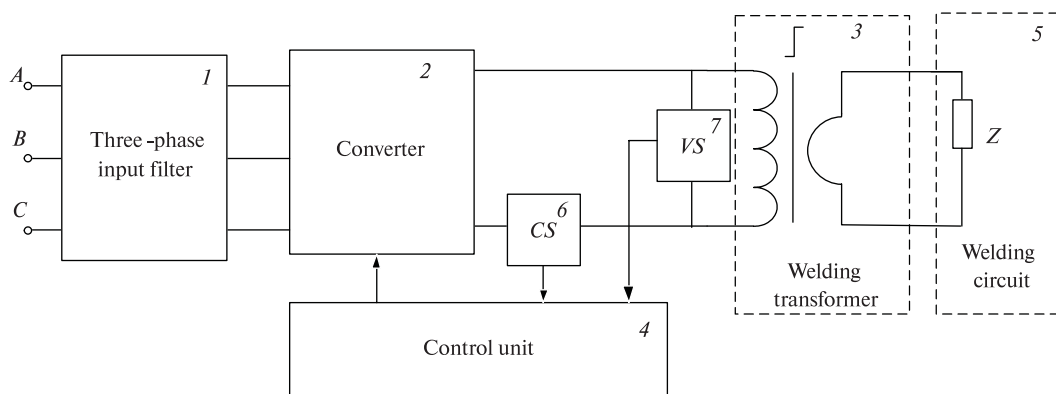 A
B
C
1
Three-phase
input filter
2
Converter
6
CS
7
VS
3
Welding
transformer
5
Z
Welding
circuit
4
Control unit